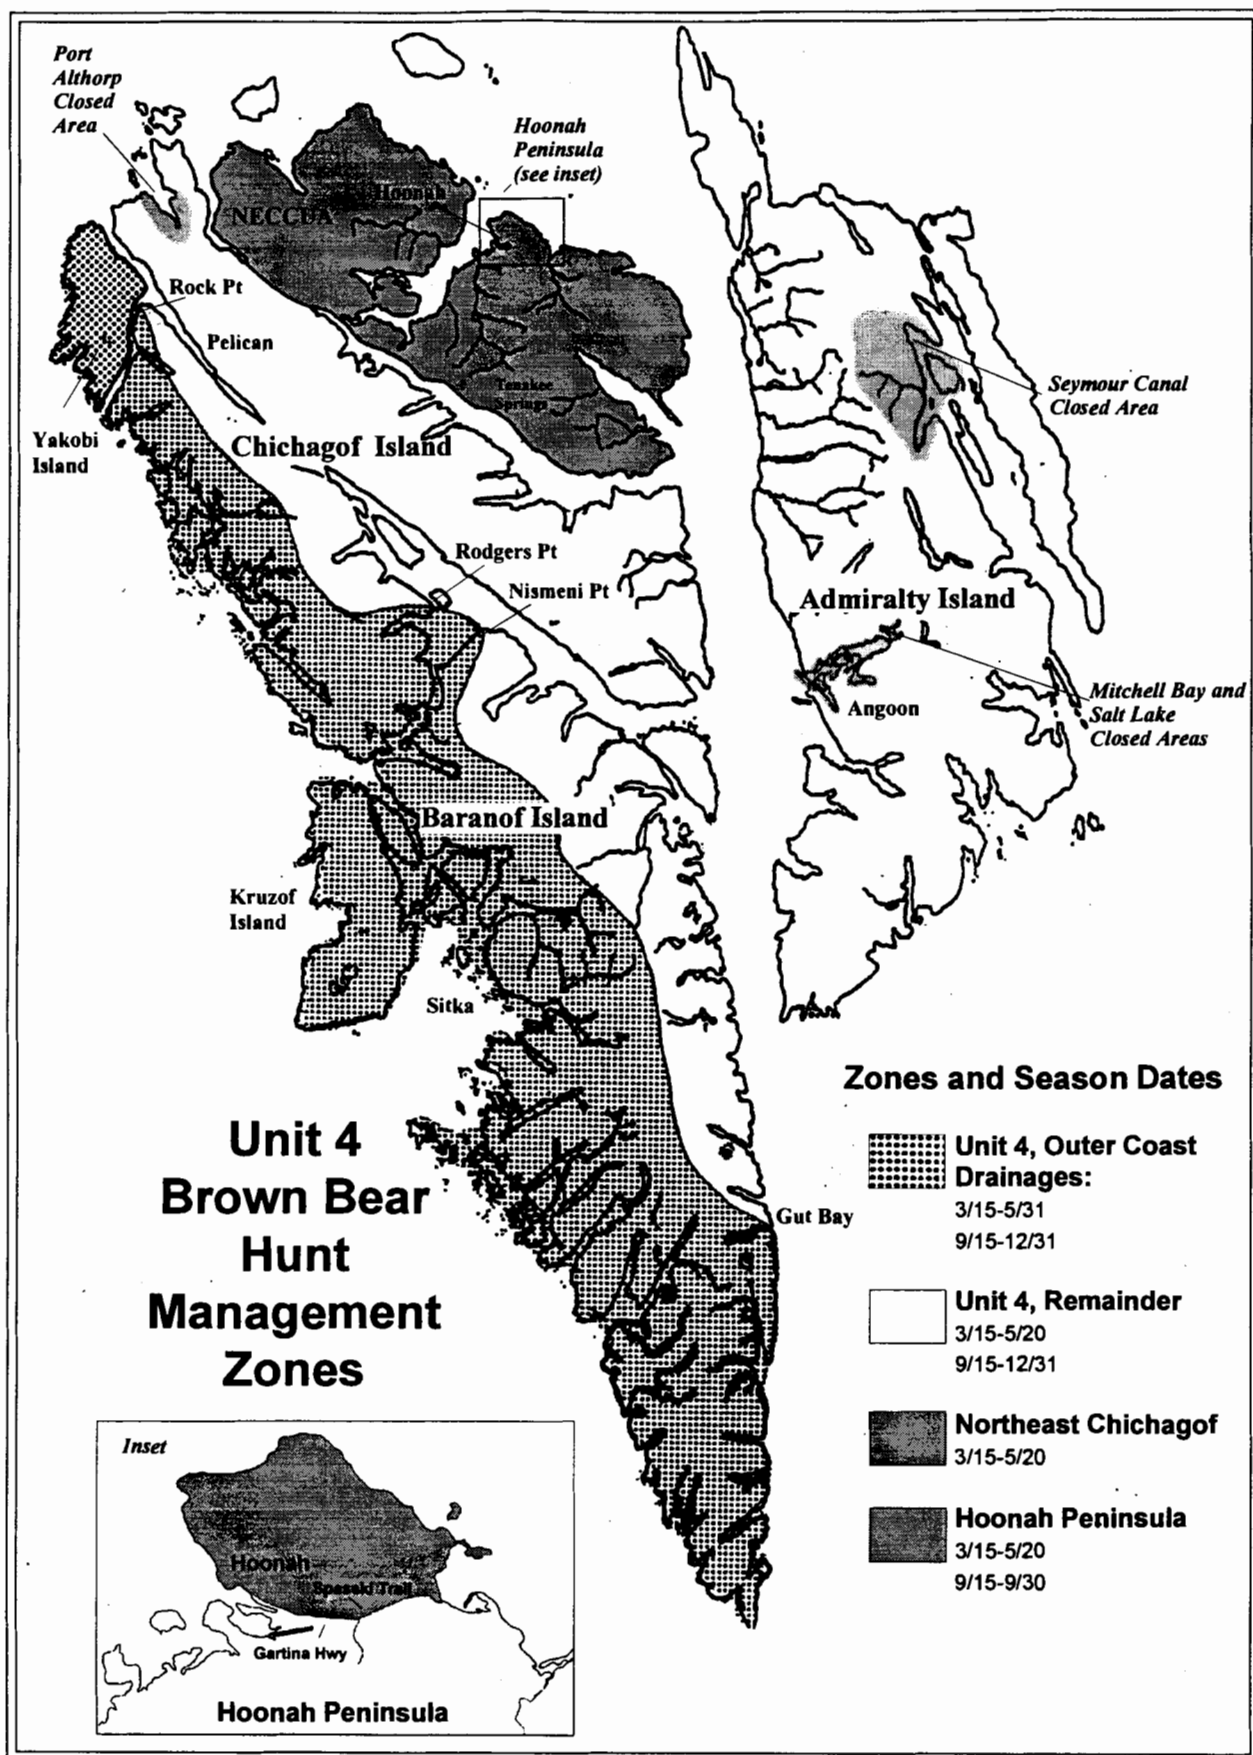 Port
Althorp
Closed
Area
Hoonah
Peninsula
(see inset)
Hoonah
NECCUA
Rock Pt
Pelican
Tenakee
Springs
Seymour Canal
Closed Area
Yakobi
Island
Chichagof Island
Rodgers Pt
Nismeni Pt
Admiralty Island
Angoon
Mitchell Bay and
Salt Lake
Closed Areas
Baranof Island
Kruzof
Island
Sitka
Gut Bay
Unit 4
Brown Bear
Hunt
Management
Zones
Zones and Season Dates
Unit 4, Outer Coast
Drainages:
3/15-5/31
9/15-12/31
Unit 4, Remainder
3/15-5/20
9/15-12/31
Northeast Chichagof
3/15-5/20
Hoonah Peninsula
3/15-5/20
9/15-9/30
Inset
Hoonah
Spasski Trail
Gartina Hwy
Hoonah Peninsula